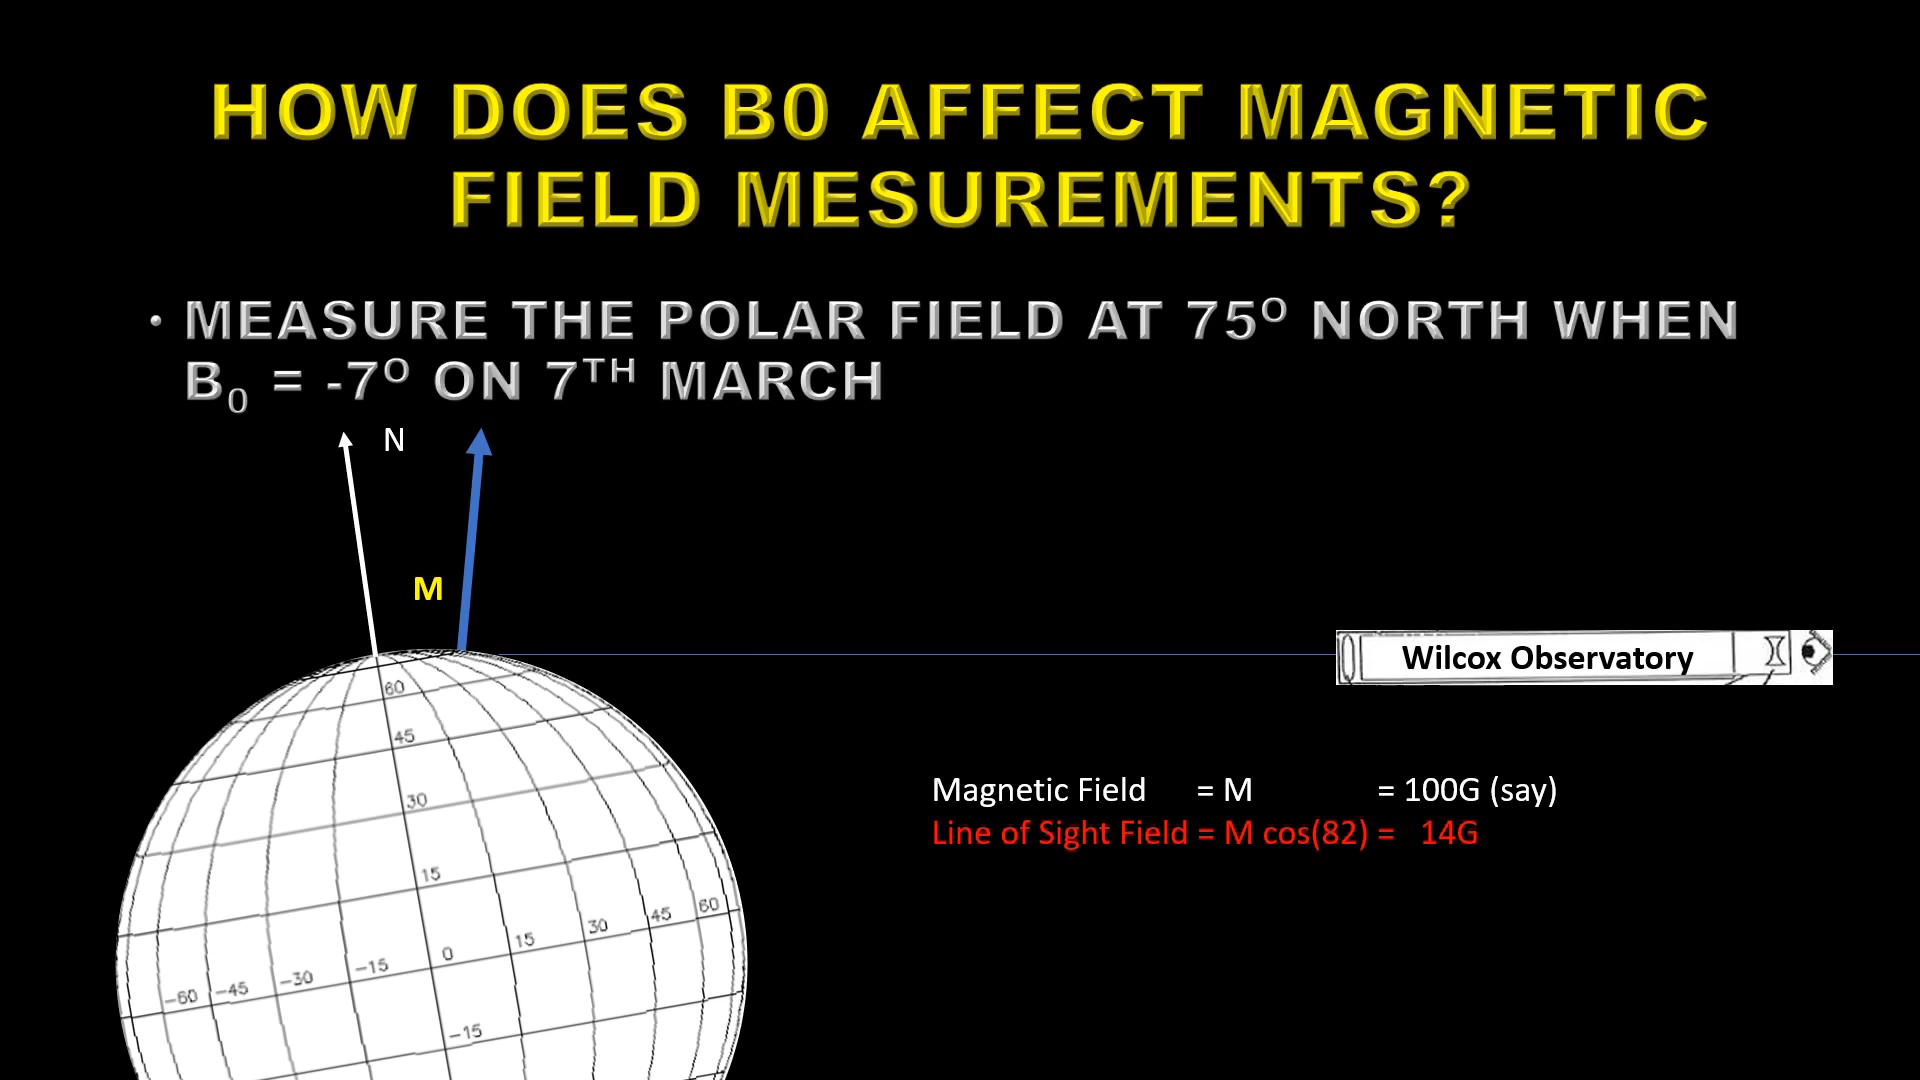 HOW DOES B0 AFFECT MAGNETIC
FIELD MESUREMENTS?
• MEASURE THE POLAR FIELD AT 75O NORTH WHEN
B0 = -7O ON 7TH MARCH
N
M
Wilcox Observatory
60
45
Magnetic Field = M = 100G (say)
30
Line of Sight Field = M cos(82) = 14G
15
-60 -45 -30 -15 0 15 30 45 60
-15